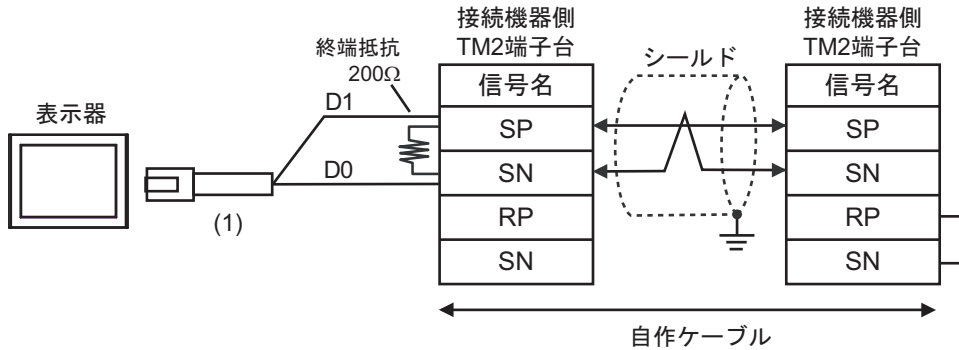 表示器
(1)
D1
D0
終端抵抗
200Ω
接続機器側
TM2端子台
信号名
SP
SN
RP
SN
シールド
接続機器側
TM2端子台
信号名
SP
SN
RP
SN
自作ケーブル